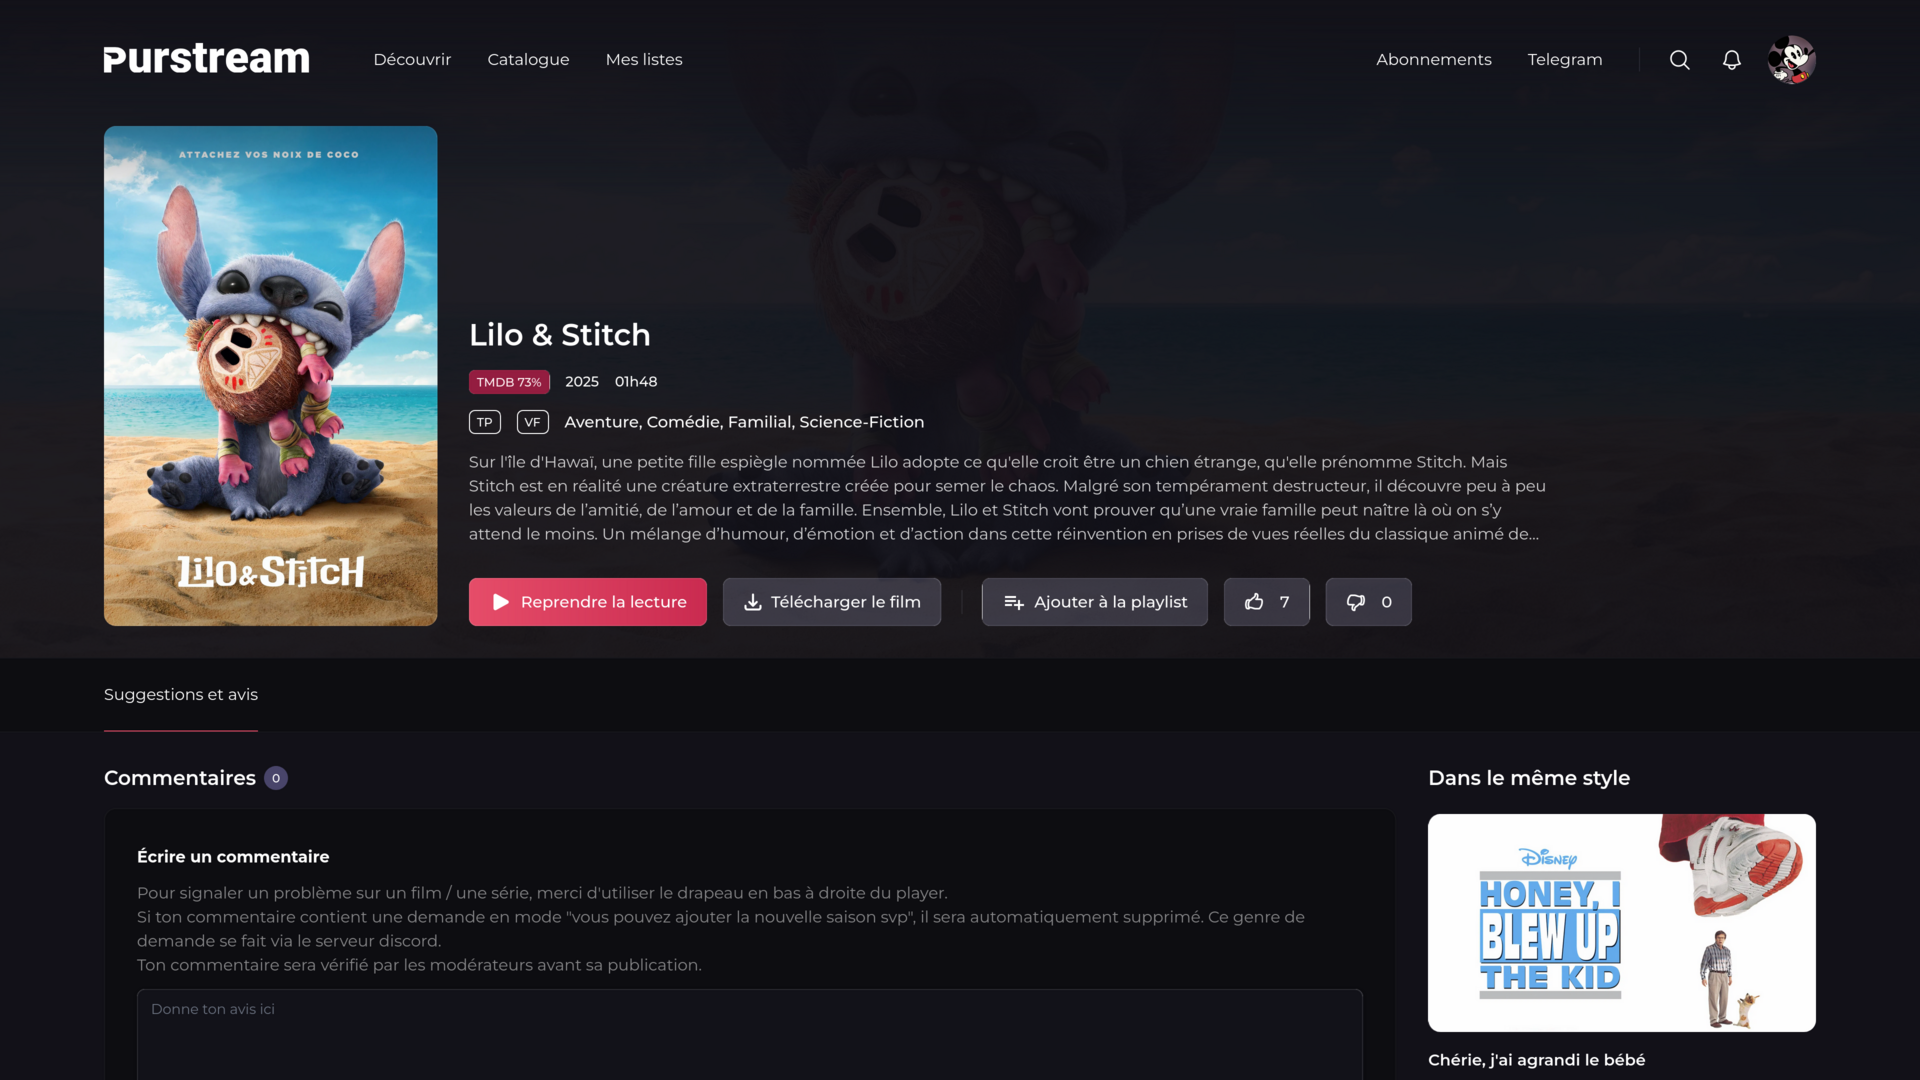 Purstream
Découvrir
Catalogue
Mes listes
Abonnements
Telegram
ATTACHEZ VOS NOIX DE COCO
LiLO & STiTCH
Lilo & Stitch
TMDB 73%
2025
01h48
TP
VF
Aventure, Comédie, Familial, Science-Fiction
Sur l'île d'Hawaï, une petite fille espiègle nommée Lilo adopte ce qu'elle croit être un chien étrange, qu'elle prénomme Stitch. Mais
Stitch est en réalité une créature extraterrestre créée pour semer le chaos. Malgré son tempérament destructeur, il découvre peu à peu
les valeurs de l’amitié, de l’amour et de la famille. Ensemble, Lilo et Stitch vont prouver qu’une vraie famille peut naître là où on s’y
attend le moins. Un mélange d’humour, d’émotion et d’action dans cette réinvention en prises de vues réelles du classique animé de...
Reprendre la lecture
Télécharger le film
Ajouter à la playlist
7
0
Suggestions et avis
Commentaires 0
Écrire un commentaire
Pour signaler un problème sur un film / une série, merci d'utiliser le drapeau en bas à droite du player.
Si ton commentaire contient une demande en mode "vous pouvez ajouter la nouvelle saison svp", il sera automatiquement supprimé. Ce genre de
demande se fait via le serveur discord.
Ton commentaire sera vérifié par les modérateurs avant sa publication.
Donne ton avis ici
Dans le même style
DISNEY
HONEY, I
BLEW UP
THE KID
Chérie, j'ai agrandi le bébé